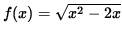 f(x) = √(x² − 2x)